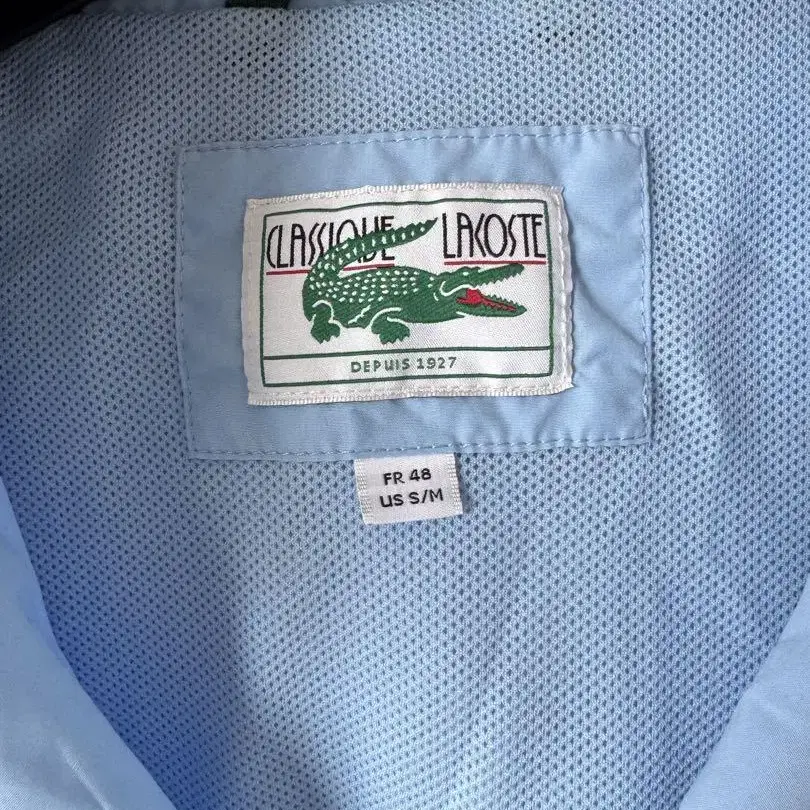 CLASSIQUE LACOSTE
DEPUIS 1927
FR 48
US S/M